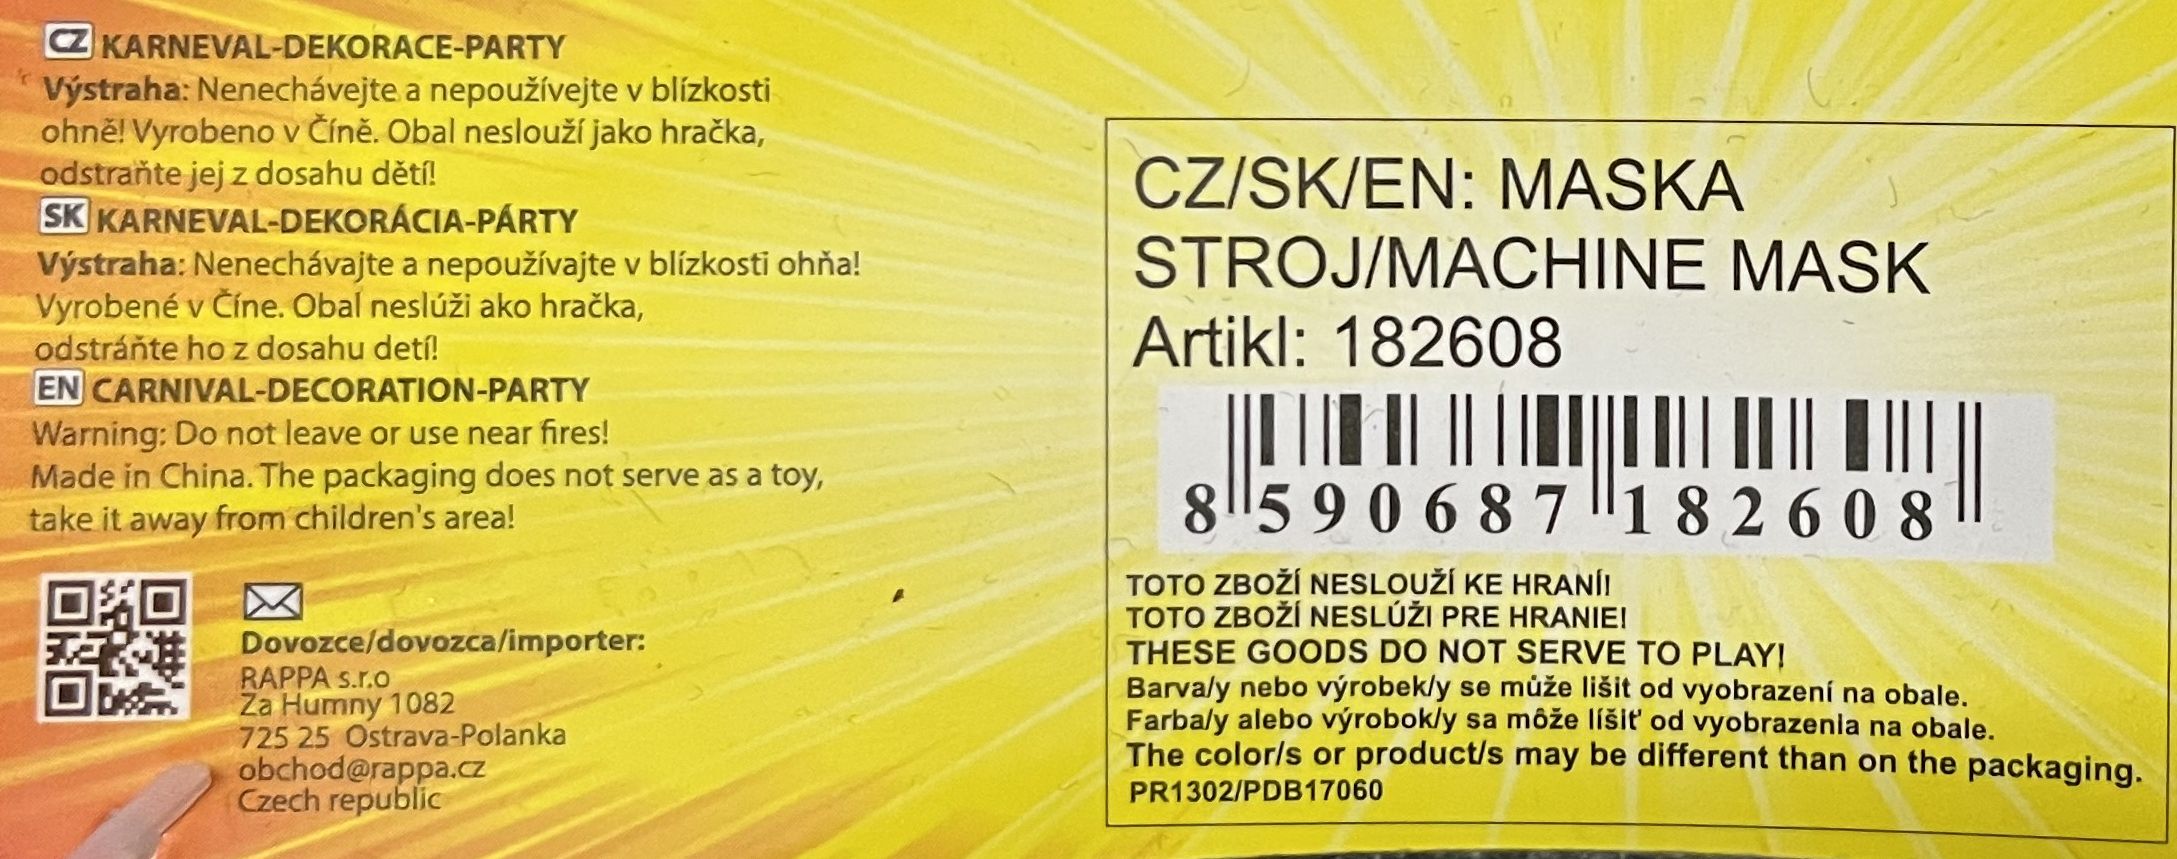 CZ KARNEVAL-DEKORACE-PARTY
Výstraha: Nenechávejte a nepoužívejte v blízkosti
ohně! Vyrobeno v Číně. Obal neslouží jako hračka,
odstraňte jej z dosahu dětí!
SK KARNEVAL-DEKORÁCIA-PÁRTY
Výstraha: Nenechávajte a nepoužívajte v blízkosti ohňa!
Vyrobené v Číne. Obal neslúži ako hračka,
odstráňte ho z dosahu detí!
EN CARNIVAL-DECORATION-PARTY
Warning: Do not leave or use near fires!
Made in China. The packaging does not serve as a toy,
take it away from children's area!
Dovozce/dovozca/importer:
RAPPA s.r.o
Za Humny 1082
725 25 Ostrava-Polanka
obchod@rappa.cz
Czech republic
CZ/SK/EN: MASKA
STROJ/MACHINE MASK
Artikl: 182608
8 590687 182608
TOTO ZBOŽÍ NESLOUŽÍ KE HRANÍ!
TOTO ZBOŽÍ NESLÚŽI PRE HRANIE!
THESE GOODS DO NOT SERVE TO PLAY!
Barva/y nebo výrobek/y se může lišit od vyobrazení na obale.
Farba/y alebo výrobok/y sa môže líšiť od vyobrazenia na obale.
The color/s or product/s may be different than on the packaging.
PR1302/PDB17060